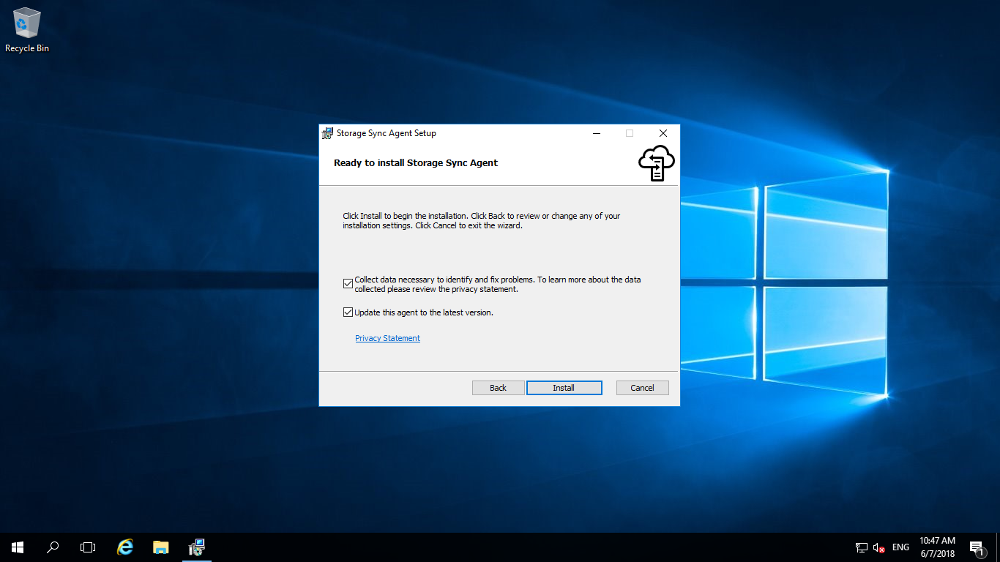 Recycle Bin
Storage Sync Agent Setup
Ready to install Storage Sync Agent
Click Install to begin the installation. Click Back to review or change any of your
installation settings. Click Cancel to exit the wizard.
Collect data necessary to identify and fix problems. To learn more about the data
collected please review the privacy statement.
Update this agent to the latest version.
Privacy Statement
Back
Install
Cancel
ENG
10:47 AM
6/7/2018
1